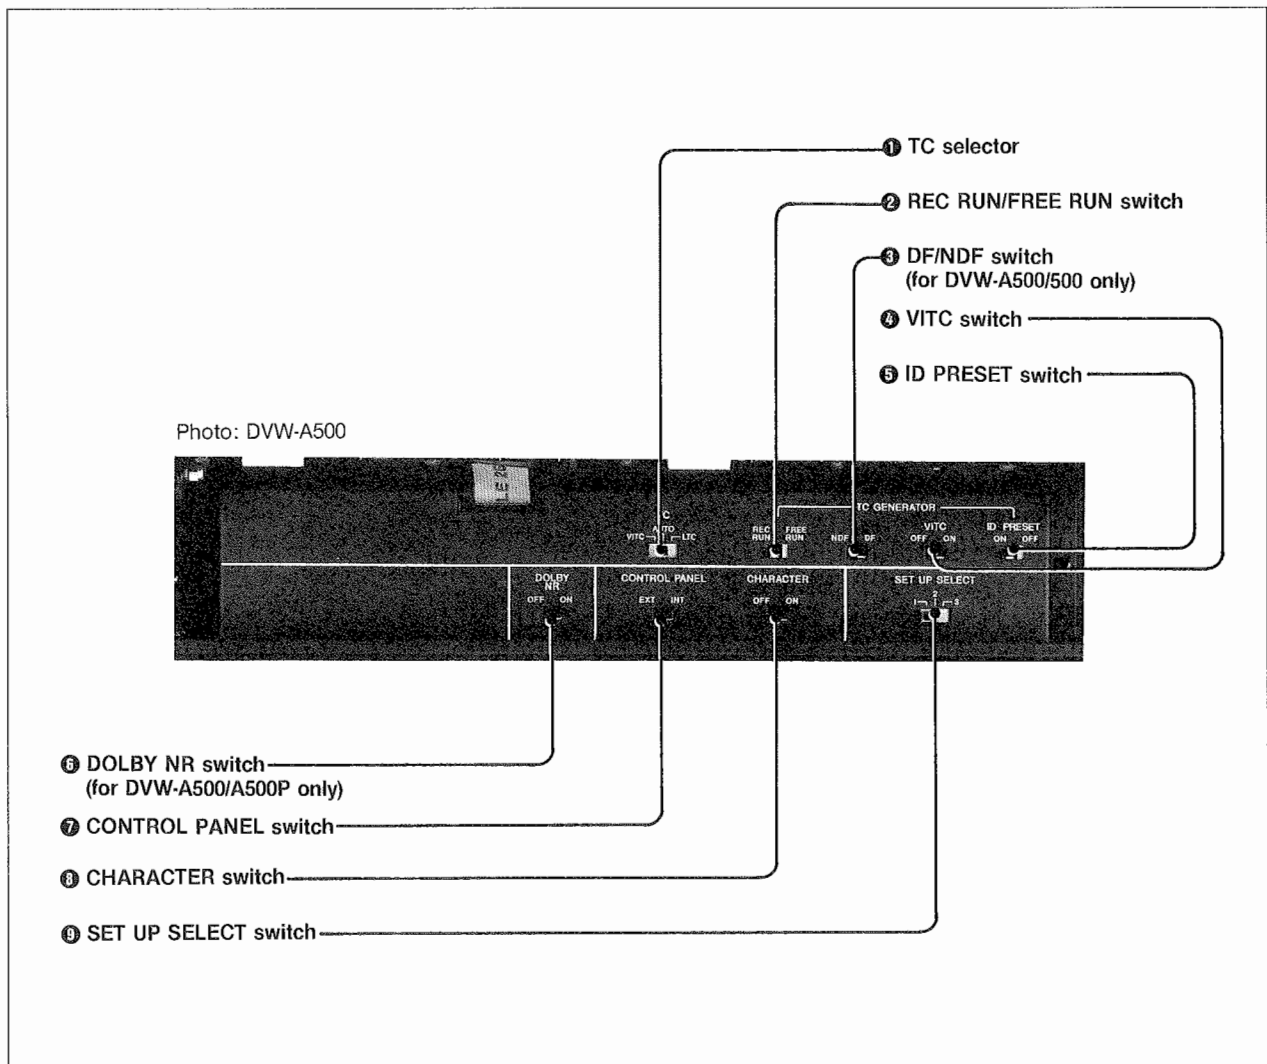 ❶ TC selector
❷ REC RUN/FREE RUN switch
❸ DF/NDF switch
(for DVW-A500/500 only)
❹ VITC switch
❺ ID PRESET switch
Photo: DVW-A500
TC GENERATOR
VITC AUTO LTC
REC RUN FREE RUN
NDF DF
VITC
OFF ON
ID PRESET
ON OFF
DOLBY NR
OFF ON
CONTROL PANEL
EXT INT
CHARACTER
OFF ON
SET UP SELECT
1 2 3
❻ DOLBY NR switch
(for DVW-A500/A500P only)
❼ CONTROL PANEL switch
❽ CHARACTER switch
❾ SET UP SELECT switch